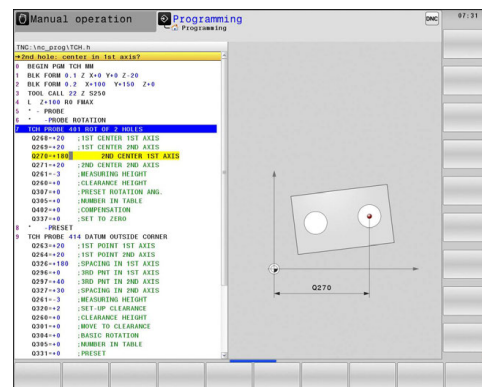 Manual operation
Programming
Programming
DNC
07:31
TNC:\nc_prog\TCH.h
→2nd hole: center in 1st axis?
0 BEGIN PGM TCH MM
1 BLK FORM 0.1 Z X+0 Y+0 Z-20
2 BLK FORM 0.2 X+100 Y+150 Z+0
3 TOOL CALL 22 Z S250
4 L Z+100 R0 FMAX
5 * - PROBE
6 * -PROBE ROTATION
7 TCH PROBE 401 ROT OF 2 HOLES
Q268=+20 ;1ST CENTER 1ST AXIS
Q269=+20 ;1ST CENTER 2ND AXIS
Q270=+180 2ND CENTER 1ST AXIS
Q271=+20 ;2ND CENTER 2ND AXIS
Q261=-3 ;MEASURING HEIGHT
Q260=+0 ;CLEARANCE HEIGHT
Q307=+0 ;PRESET ROTATION ANG.
Q305=+0 ;NUMBER IN TABLE
Q402=+0 ;COMPENSATION
Q337=+0 ;SET TO ZERO
8 * -PRESET
9 TCH PROBE 414 DATUM OUTSIDE CORNER
Q263=+20 ;1ST POINT 1ST AXIS
Q264=+20 ;1ST POINT 2ND AXIS
Q326=+180 ;SPACING IN 1ST AXIS
Q296=+0 ;3RD PNT IN 1ST AXIS
Q297=+40 ;3RD PNT IN 2ND AXIS
Q327=+30 ;SPACING IN 2ND AXIS
Q261=-3 ;MEASURING HEIGHT
Q320=+2 ;SET-UP CLEARANCE
Q260=+0 ;CLEARANCE HEIGHT
Q301=+0 ;MOVE TO CLEARANCE
Q304=+0 ;BASIC ROTATION
Q305=+0 ;NUMBER IN TABLE
Q331=+0 ;PRESET
Q270